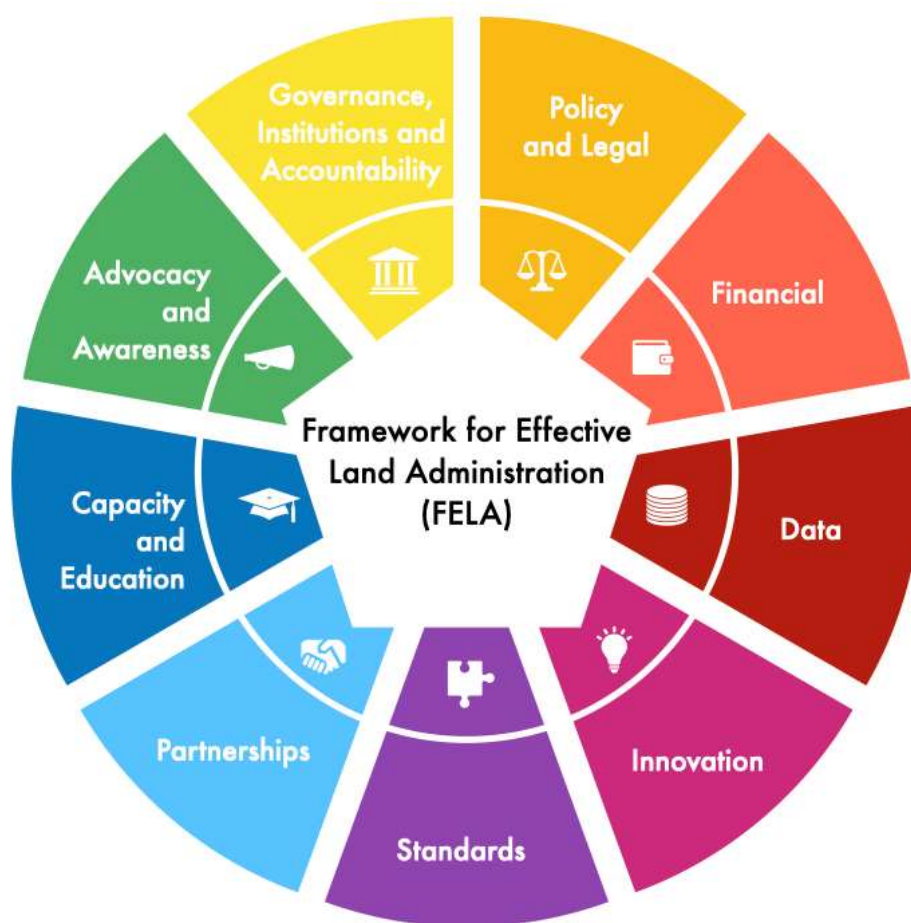 Governance,
Institutions and
Accountability
Policy
and Legal
Financial
Data
Innovation
Standards
Partnerships
Capacity
and
Education
Advocacy
and
Awareness
Framework for Effective
Land Administration
(FELA)